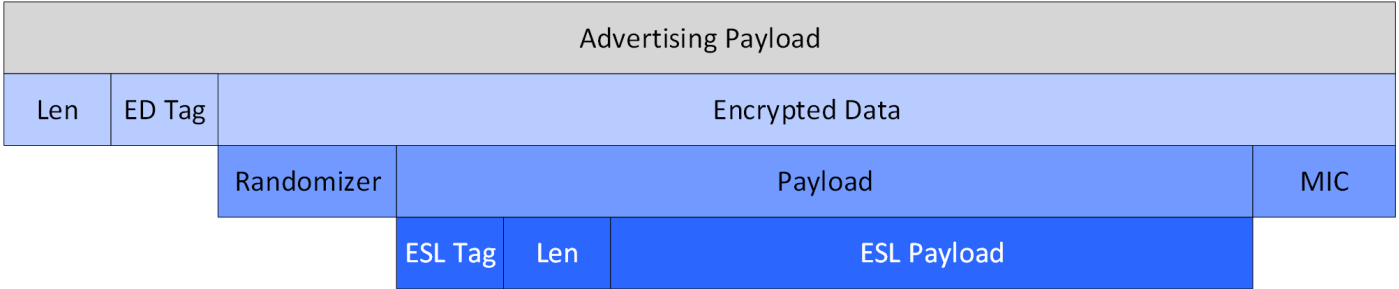 Advertising Payload
Len ED Tag Encrypted Data
Randomizer Payload MIC
ESL Tag Len ESL Payload